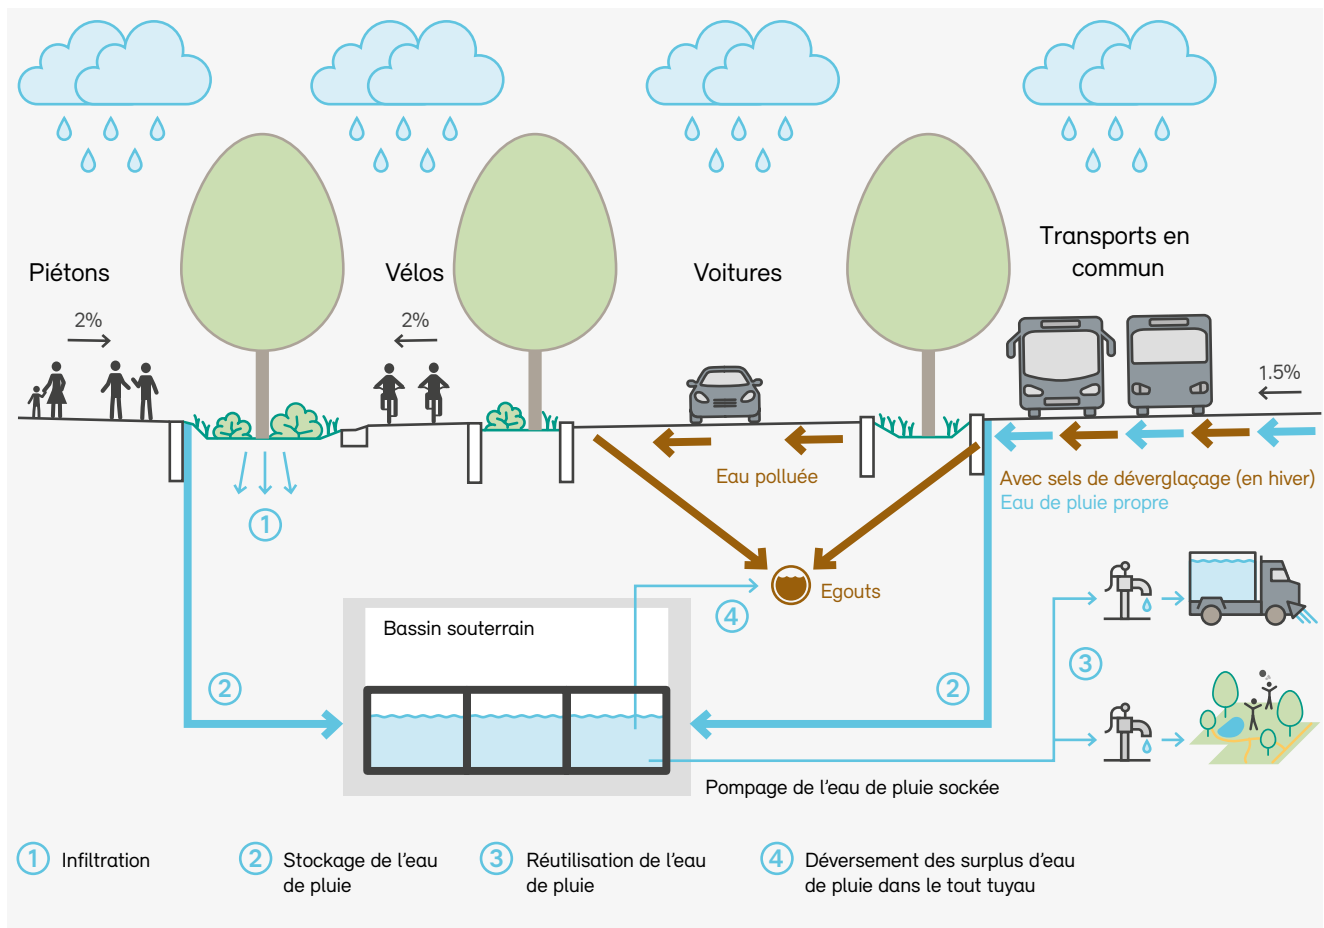 Transports en
commun
Piétons
Vélos
Voitures
2%
2%
1.5%
Eau polluée
Avec sels de déverglaçage (en hiver)
Eau de pluie propre
1
Egouts
4
Bassin souterrain
3
2
2
Pompage de l'eau de pluie sockée
1 Infiltration
2 Stockage de l'eau
de pluie
3 Réutilisation de l'eau
de pluie
4 Déversement des surplus d'eau
de pluie dans le tout tuyau